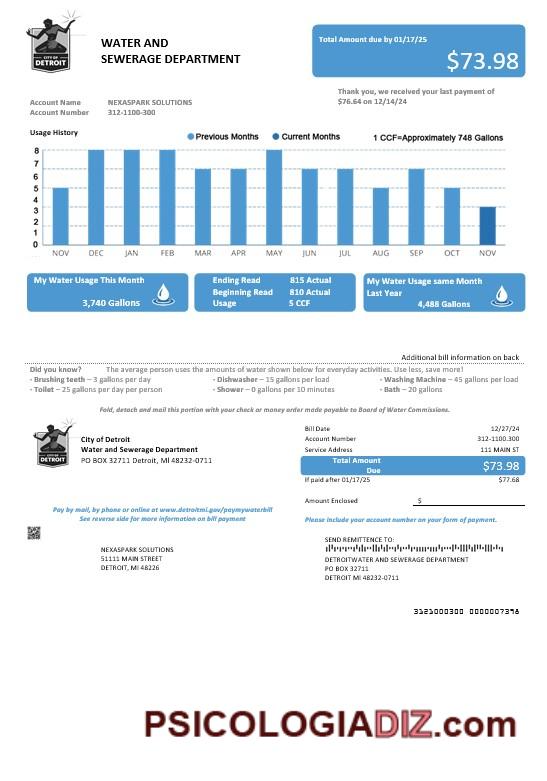 CITY OF
DETROIT
WATER AND
SEWERAGE DEPARTMENT
Total Amount due by 01/17/25
$73.98
Thank you, we received your last payment of
$76.64 on 12/14/24
Account Name NEXASPARK SOLUTIONS
Account Number 312-1100-300
Usage History
Previous Months Current Months 1 CCF=Approximately 748 Gallons
8
7
6
5
4
3
2
1
0
NOV DEC JAN FEB MAR APR MAY JUN JUL AUG SEP OCT NOV
My Water Usage This Month
3,740 Gallons
Ending Read 815 Actual
Beginning Read 810 Actual
Usage 5 CCF
My Water Usage same Month
Last Year
4,488 Gallons
Additional bill information on back
Did you know? The average person uses the amounts of water shown below for everyday activities. Use less, save more!
- Brushing teeth – 3 gallons per day - Dishwasher – 15 gallons per load - Washing Machine – 45 gallons per load
- Toilet – 25 gallons per day per person - Shower – 0 gallons per 10 minutes - Bath – 20 gallons
Fold, detach and mail this portion with your check or money order made payable to Board of Water Commissions.
CITY OF
DETROIT
City of Detroit
Water and Sewerage Department
PO BOX 32711 Detroit, MI 48232-0711
Bill Date 12/27/24
Account Number 312-1100.300
Service Address 111 MAIN ST
Total Amount
Due
$73.98
If paid after 01/17/25 $77.68
Amount Enclosed $
Pay by mail, by phone or online at www.detroitmi.gov/paymywaterbill
See reverse side for more information on bill payment
Please include your account number on your form of payment.
NEXASPARK SOLUTIONS
51111 MAIN STREET
DETROIT, MI 48226
SEND REMITTANCE TO:
DETROITWATER AND SEWERAGE DEPARTMENT
PO BOX 32711
DETROIT MI 48232-0711
3121000300 0000007398
PSICOLOGIADIZ.com